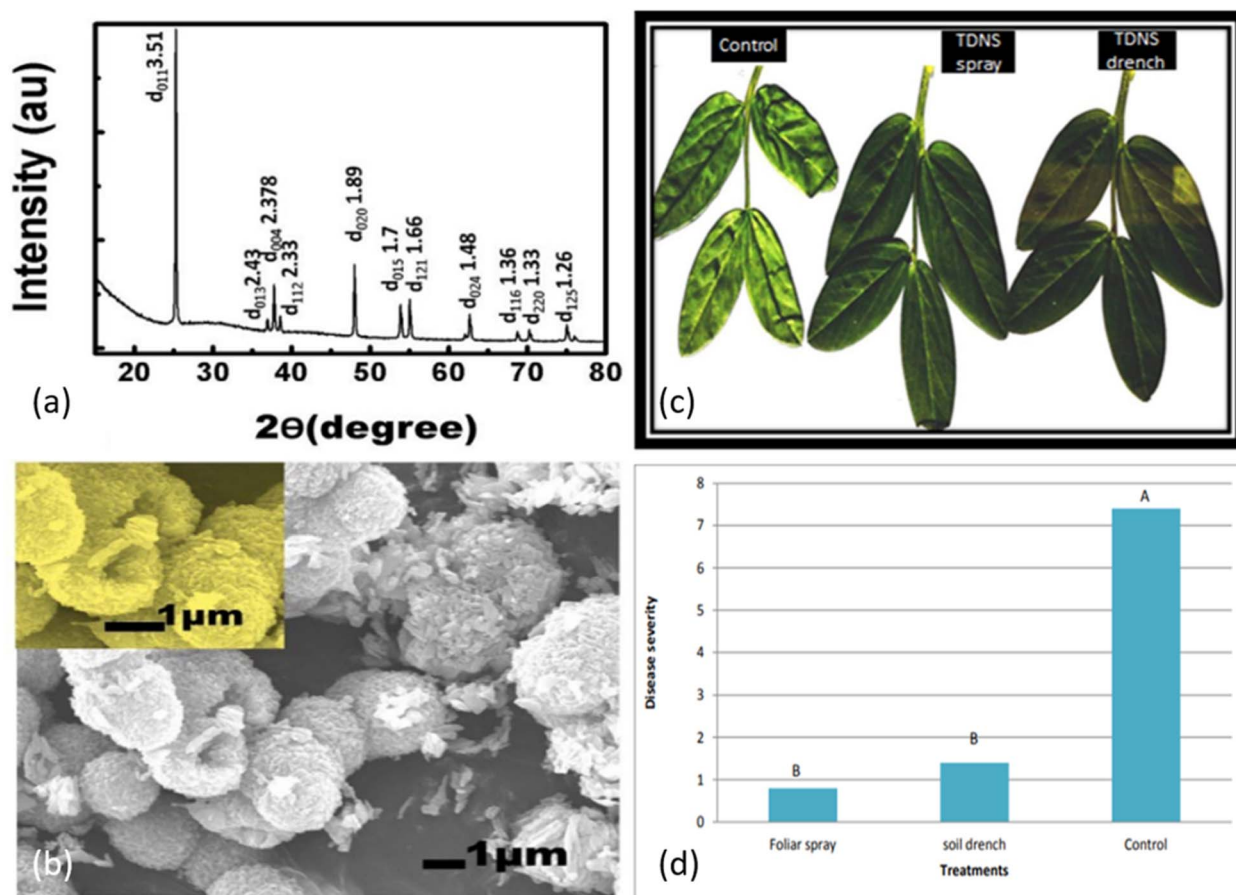 Intensity (au)
d011 3.51
d013 2.43
d004 2.378
d112 2.33
d020 1.89
d015 1.7
d121 1.66
d024 1.48
d116 1.36
d220 1.33
d125 1.26
20 30 40 50 60 70 80
2Θ(degree)
(a)
Control
TDNS
spray
TDNS
drench
(c)
1µm
1µm
(b)
8
7
6
5
4
3
2
1
0
Disease severity
B
B
A
Foliar spray soil drench Control
Treatments
(d)